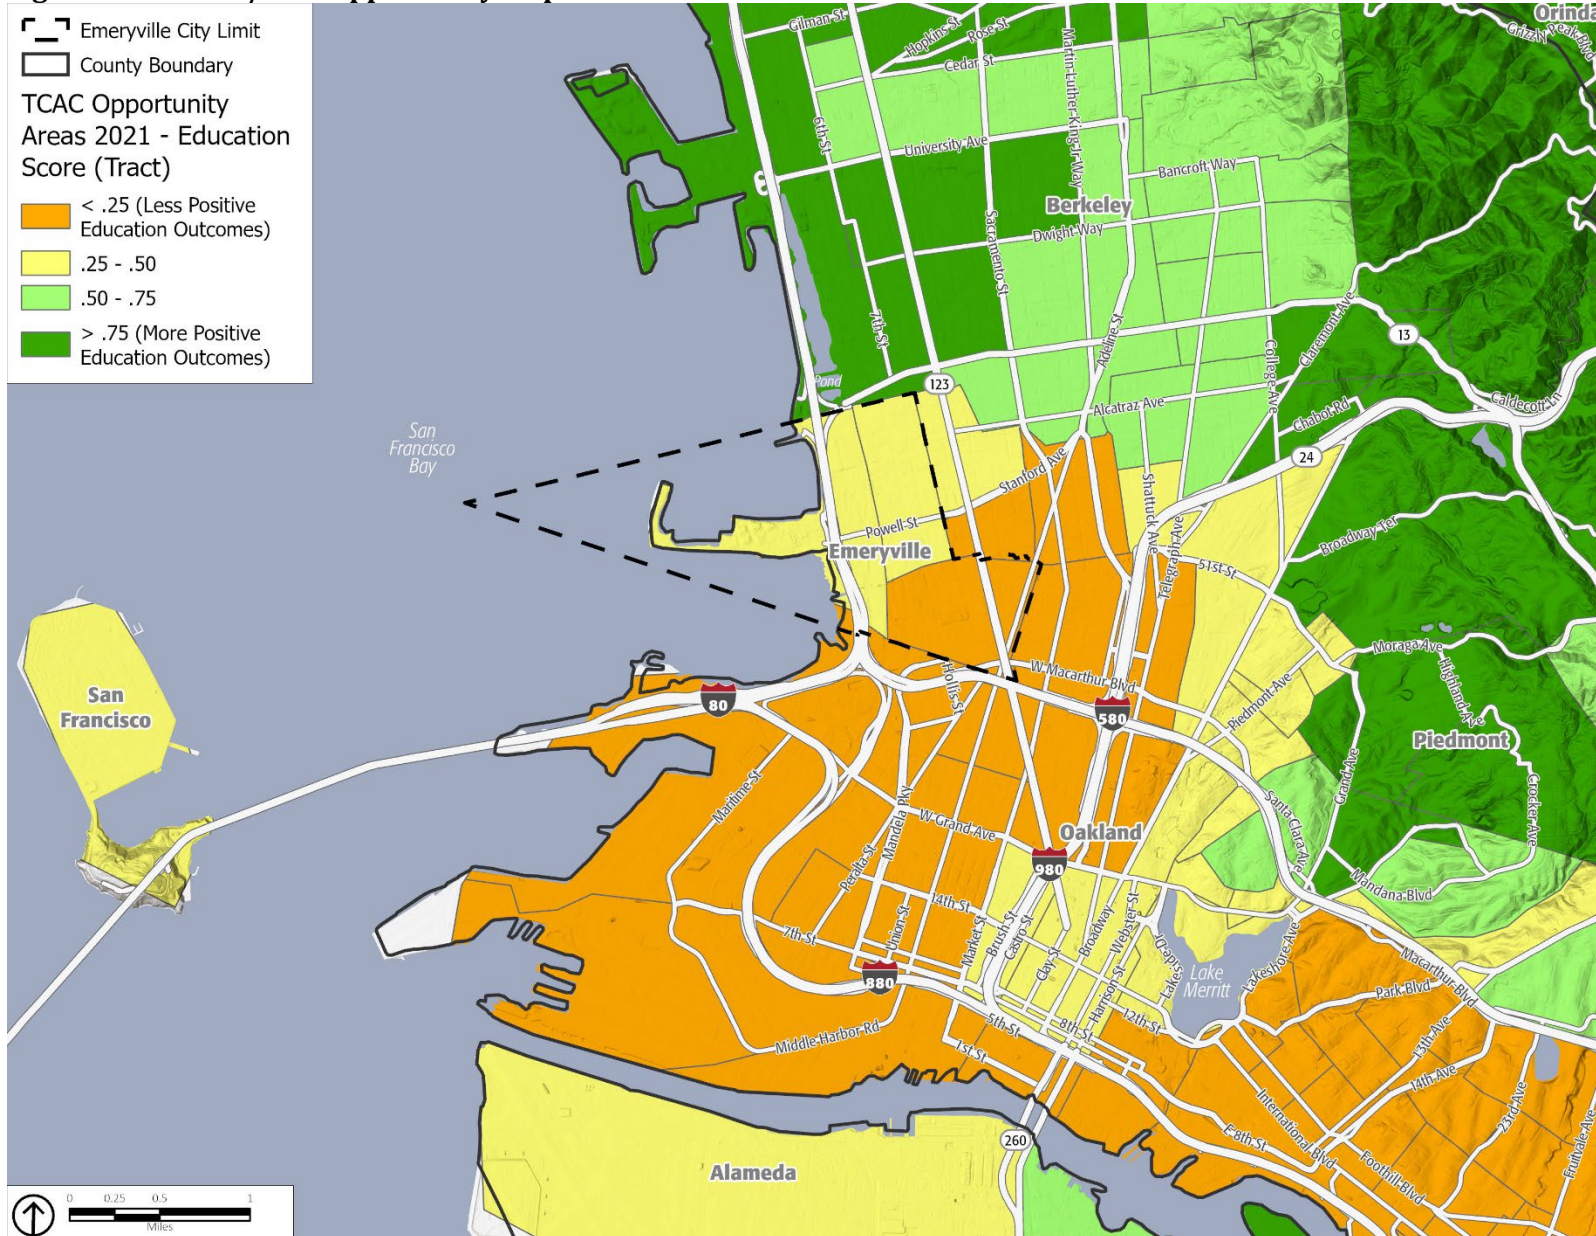 Emeryville City Limit
County Boundary
TCAC Opportunity
Areas 2021 - Education
Score (Tract)
< .25 (Less Positive
Education Outcomes)
.25 - .50
.50 - .75
> .75 (More Positive
Education Outcomes)
Orinda
Grizzly Peak Blvd
Gilman St
Hopkins St
Rose St
Cedar St
Martin Luther King Jr Way
6th St
University Ave
Bancroft Way
Berkeley
Sacramento St
Dwight Way
7th St
Adeline St
College Ave
Claremont Ave
13
Pond
123
Alcatraz Ave
Chabot Rd
Caldecott Ln
San
Francisco
Bay
24
Stanford Ave
Shattuck Ave
Telegraph Ave
Broadway Ter
Powell St
Emeryville
51st St
Moraga Ave
Highland Ave
San
Francisco
Hollis St
W Macarthur Blvd
Piedmont Ave
80
580
Piedmont
Grand Ave
Crocker Ave
Maritime St
Mandela Pky
W Grand Ave
Oakland
Santa Clara Ave
Peralta St
980
Mandana Blvd
14th St
Union St
Market St
Brush St
Castro St
Clay St
Broadway
Webster St
Harrison St
7th St
880
Lakeside Dr
Lake
Merritt
Lakeshore Ave
Macarthur Blvd
Park Blvd
Middle Harbor Rd
5th St
8th St
12th St
1st St
13th Ave
14th Ave
23rd Ave
International Blvd
E 8th St
Foothill Blvd
Fruitvale Ave
260
Alameda
0 0.25 0.5 1
Miles